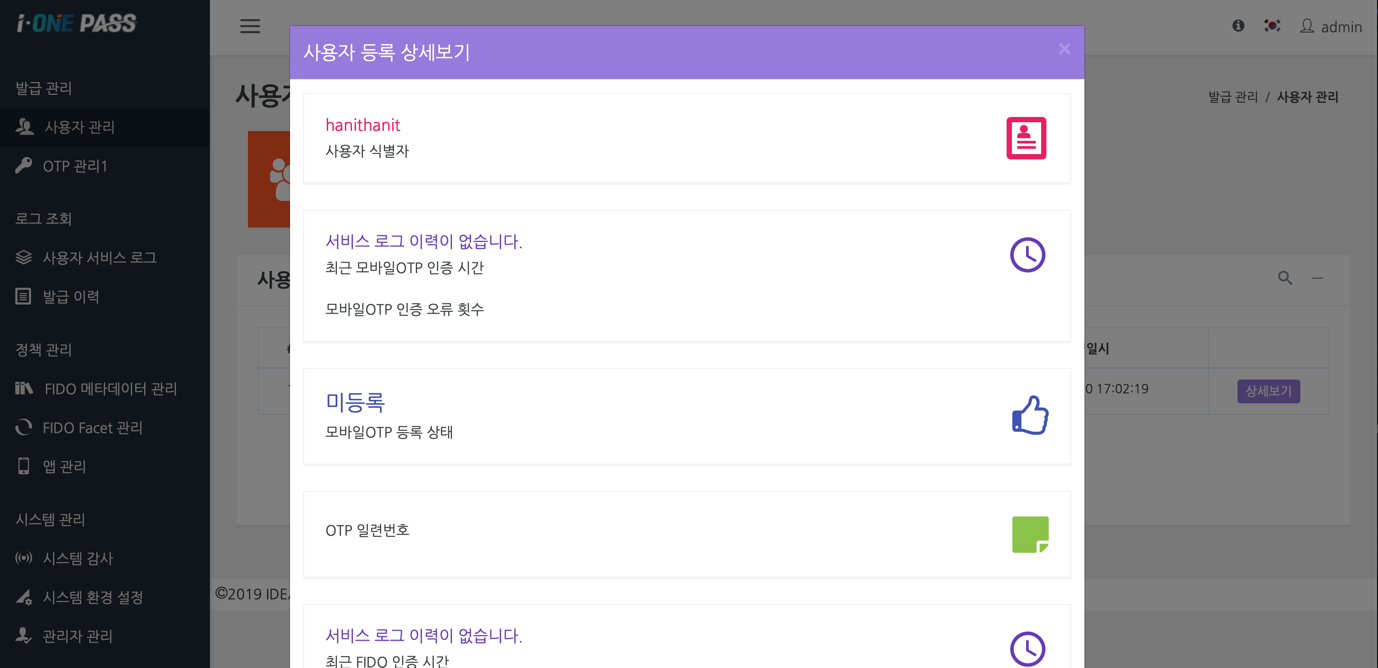 i·ONE PASS
발급 관리
사용자 관리
OTP 관리1
로그 조회
사용자 서비스 로그
발급 이력
정책 관리
FIDO 메타데이터 관리
FIDO Facet 관리
앱 관리
시스템 관리
시스템 감사
시스템 환경 설정
관리자 관리
admin
발급 관리 / 사용자 관리
사용자 등록 상세보기
×
hanithanit
사용자 식별자
서비스 로그 이력이 없습니다.
최근 모바일OTP 인증 시간
모바일OTP 인증 오류 횟수
미등록
모바일OTP 등록 상태
OTP 일련번호
서비스 로그 이력이 없습니다.
최근 FIDO 인증 시간
일시
0 17:02:19
상세보기
©2019